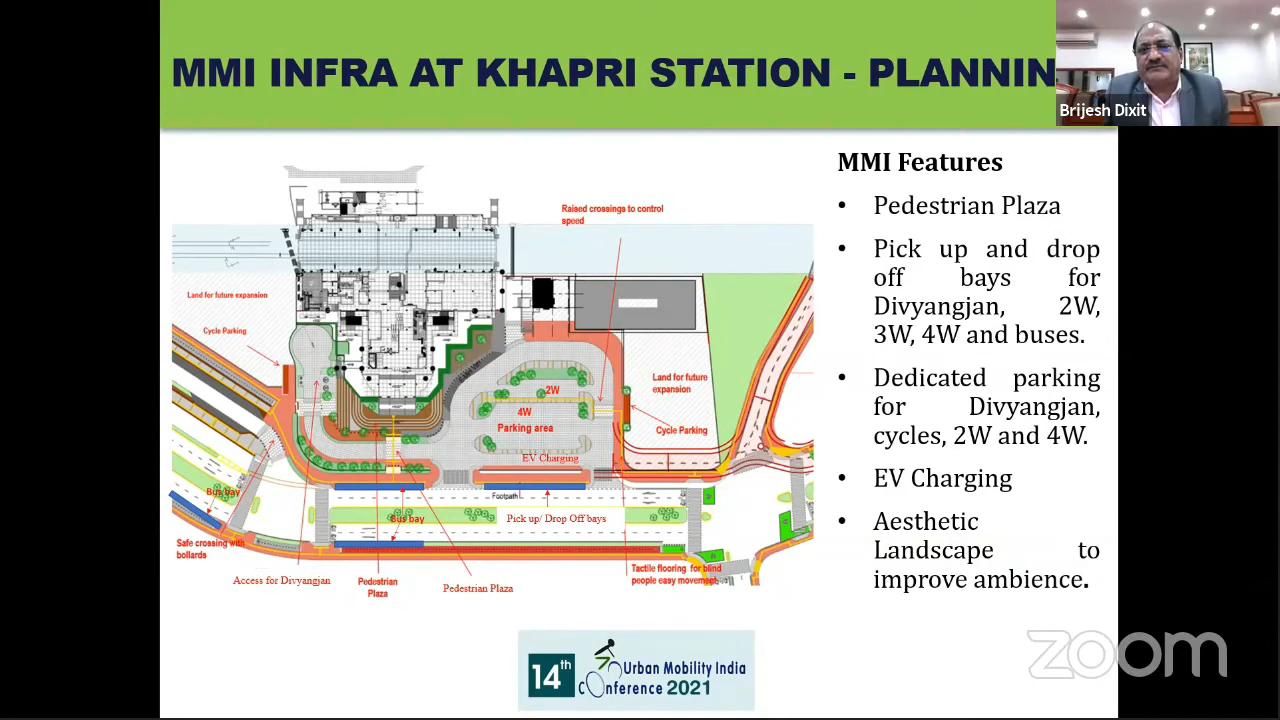 MMI INFRA AT KHAPRI STATION - PLANNIN
Brijesh Dixit
MMI Features
• Pedestrian Plaza
• Pick up and drop
off bays for
Divyangjan, 2W,
3W, 4W and buses.
• Dedicated parking
for Divyangjan,
cycles, 2W and 4W.
• EV Charging
• Aesthetic
Landscape to
improve ambience.
Raised crossings to control
speed
Land for future expansion
Cycle Parking
2W
4W
Parking area
Land for future
expansion
Cycle Parking
EV Charging
Bus bay
Footpath
Bus bay
Pick up/ Drop Off bays
Safe crossing with
bollards
Access for Divyangjan
Pedestrian
Plaza
Pedestrian Plaza
Tactile flooring for blind
people easy movement
14th
Urban Mobility India
Conference 2021
zoom